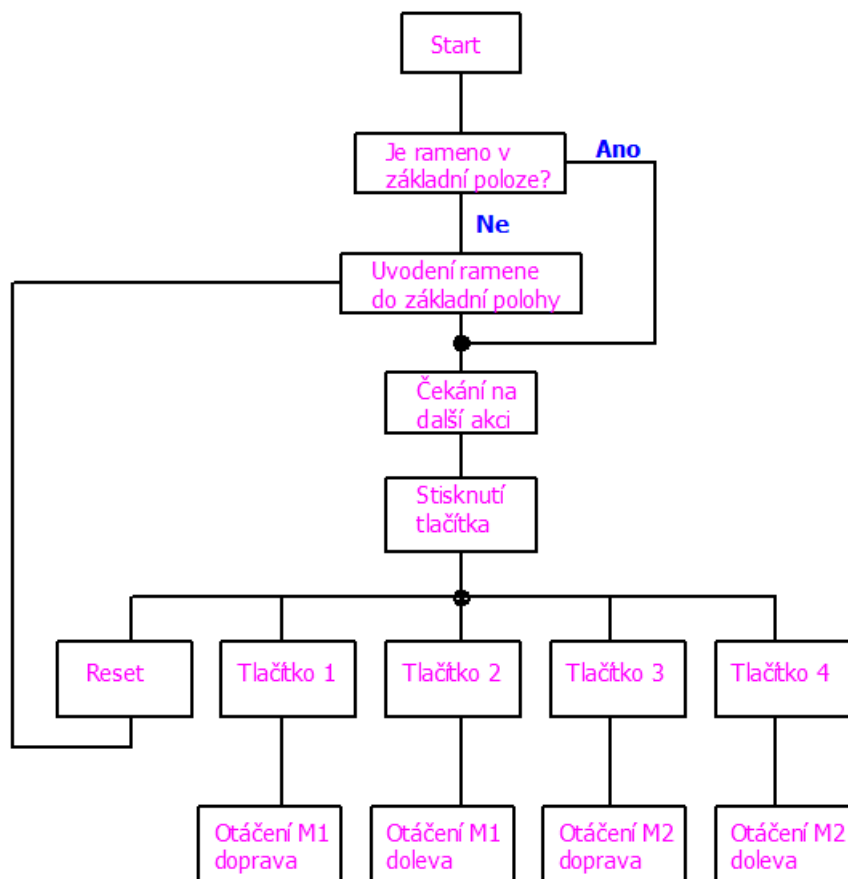 Start
Je rameno v
základní poloze?
Ano
Ne
Uvodení ramene
do základní polohy
Čekání na
další akci
Stisknutí
tlačítka
Reset
Tlačítko 1
Tlačítko 2
Tlačítko 3
Tlačítko 4
Otáčení M1
doprava
Otáčení M1
doleva
Otáčení M2
doprava
Otáčení M2
doleva